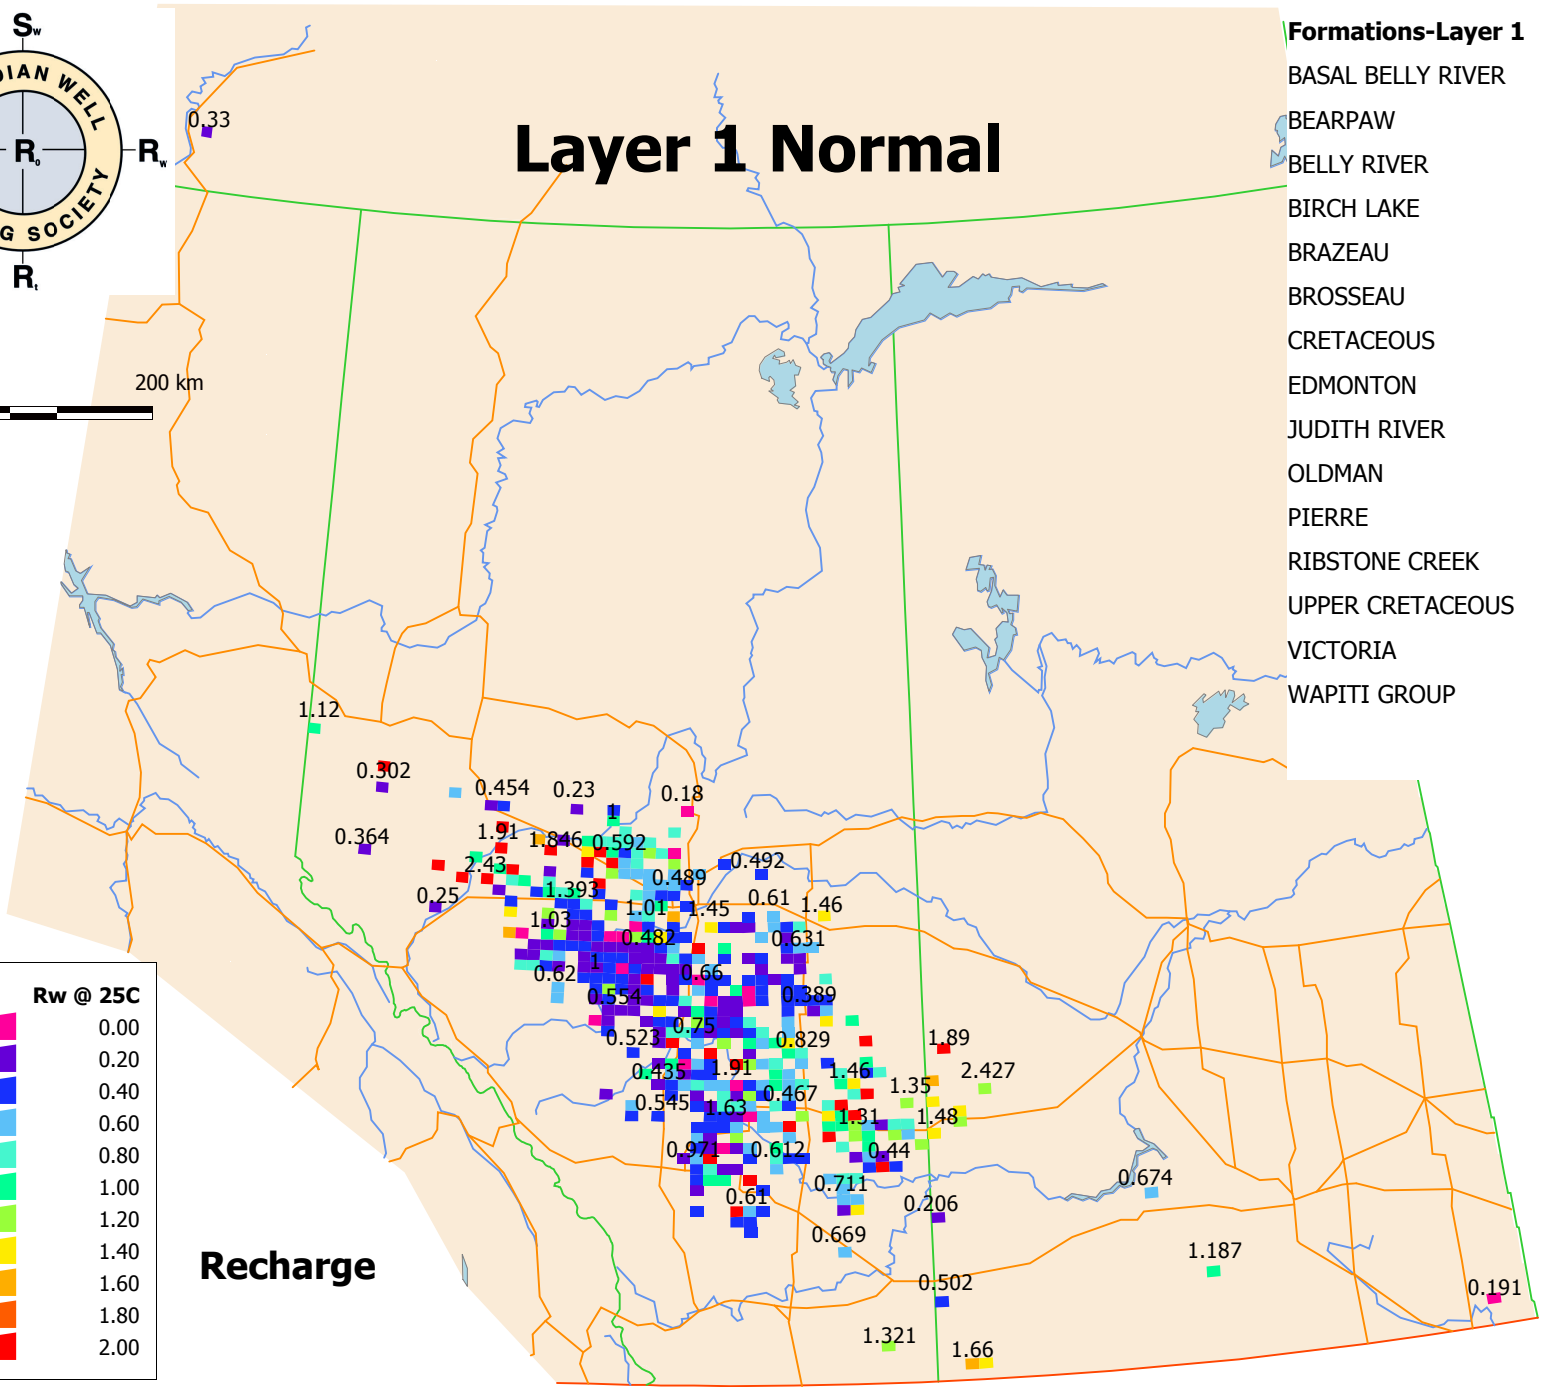 Sw
DIAN WELL
Ro
Rw
G SOCIETY
Rt
Layer 1 Normal
Formations-Layer 1
BASAL BELLY RIVER
BEARPAW
BELLY RIVER
BIRCH LAKE
BRAZEAU
BROSSEAU
CRETACEOUS
EDMONTON
JUDITH RIVER
OLDMAN
PIERRE
RIBSTONE CREEK
UPPER CRETACEOUS
VICTORIA
WAPITI GROUP
200 km
0.33
1.12
0.302
0.454
0.23
0.18
1
0.364
1.91
1.846
0.592
2.43
0.492
0.489
0.25
1.393
0.61
1.46
1.03
1.01
1.45
0.482
0.631
1
0.62
0.66
0.554
0.389
0.75
0.523
0.829
1.89
0.435
1.91
1.46
2.427
0.545
0.467
1.35
1.63
1.31
1.48
0.971
0.612
0.44
0.711
0.674
0.61
0.206
0.669
1.187
0.502
0.191
1.321
1.66
Rw @ 25C
0.00
0.20
0.40
0.60
0.80
1.00
1.20
1.40
1.60
1.80
2.00
Recharge